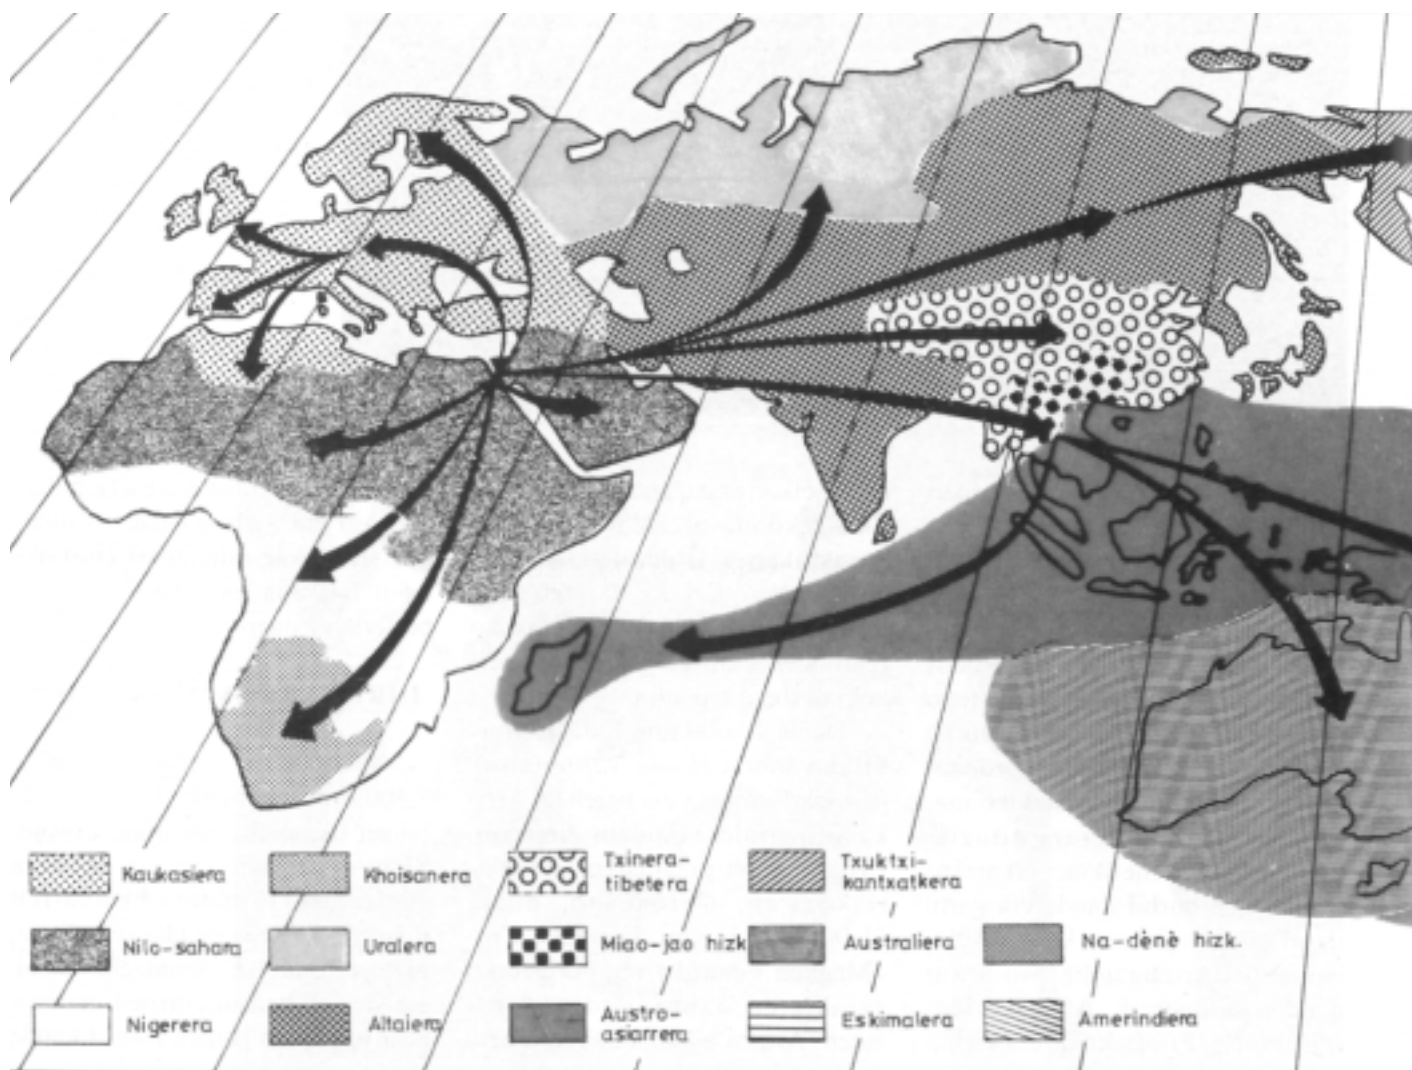 Kaukasiera
Khoisanera
Txinera-
tibetera
Txuktxi-
kantxatkera
Nilo-sahara
Uralera
Miao-jao hizk.
Australiera
Na-dènè hizk.
Nigerera
Altaiera
Austro-
asiarrera
Eskimalera
Amerindiera